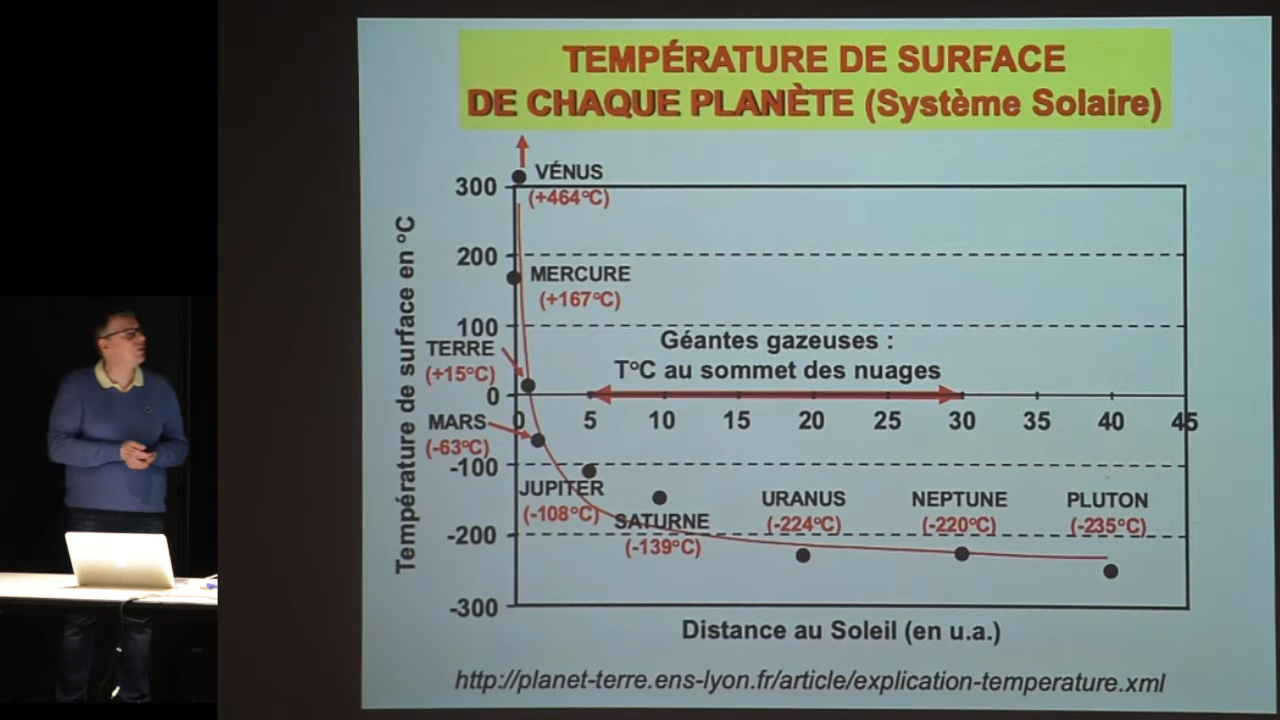 TEMPÉRATURE DE SURFACE
DE CHAQUE PLANÈTE (Système Solaire)
VÉNUS
(+464°C)
300
200
MERCURE
(+167°C)
100
TERRE
(+15°C)
Géantes gazeuses :
T°C au sommet des nuages
0
0 5 10 15 20 25 30 35 40 45
MARS
(-63°C)
-100
JUPITER
(-108°C)
SATURNE
(-139°C)
URANUS
(-224°C)
NEPTUNE
(-220°C)
PLUTON
(-235°C)
-200
-300
Température de surface en °C
Distance au Soleil (en u.a.)
http://planet-terre.ens-lyon.fr/article/explication-temperature.xml